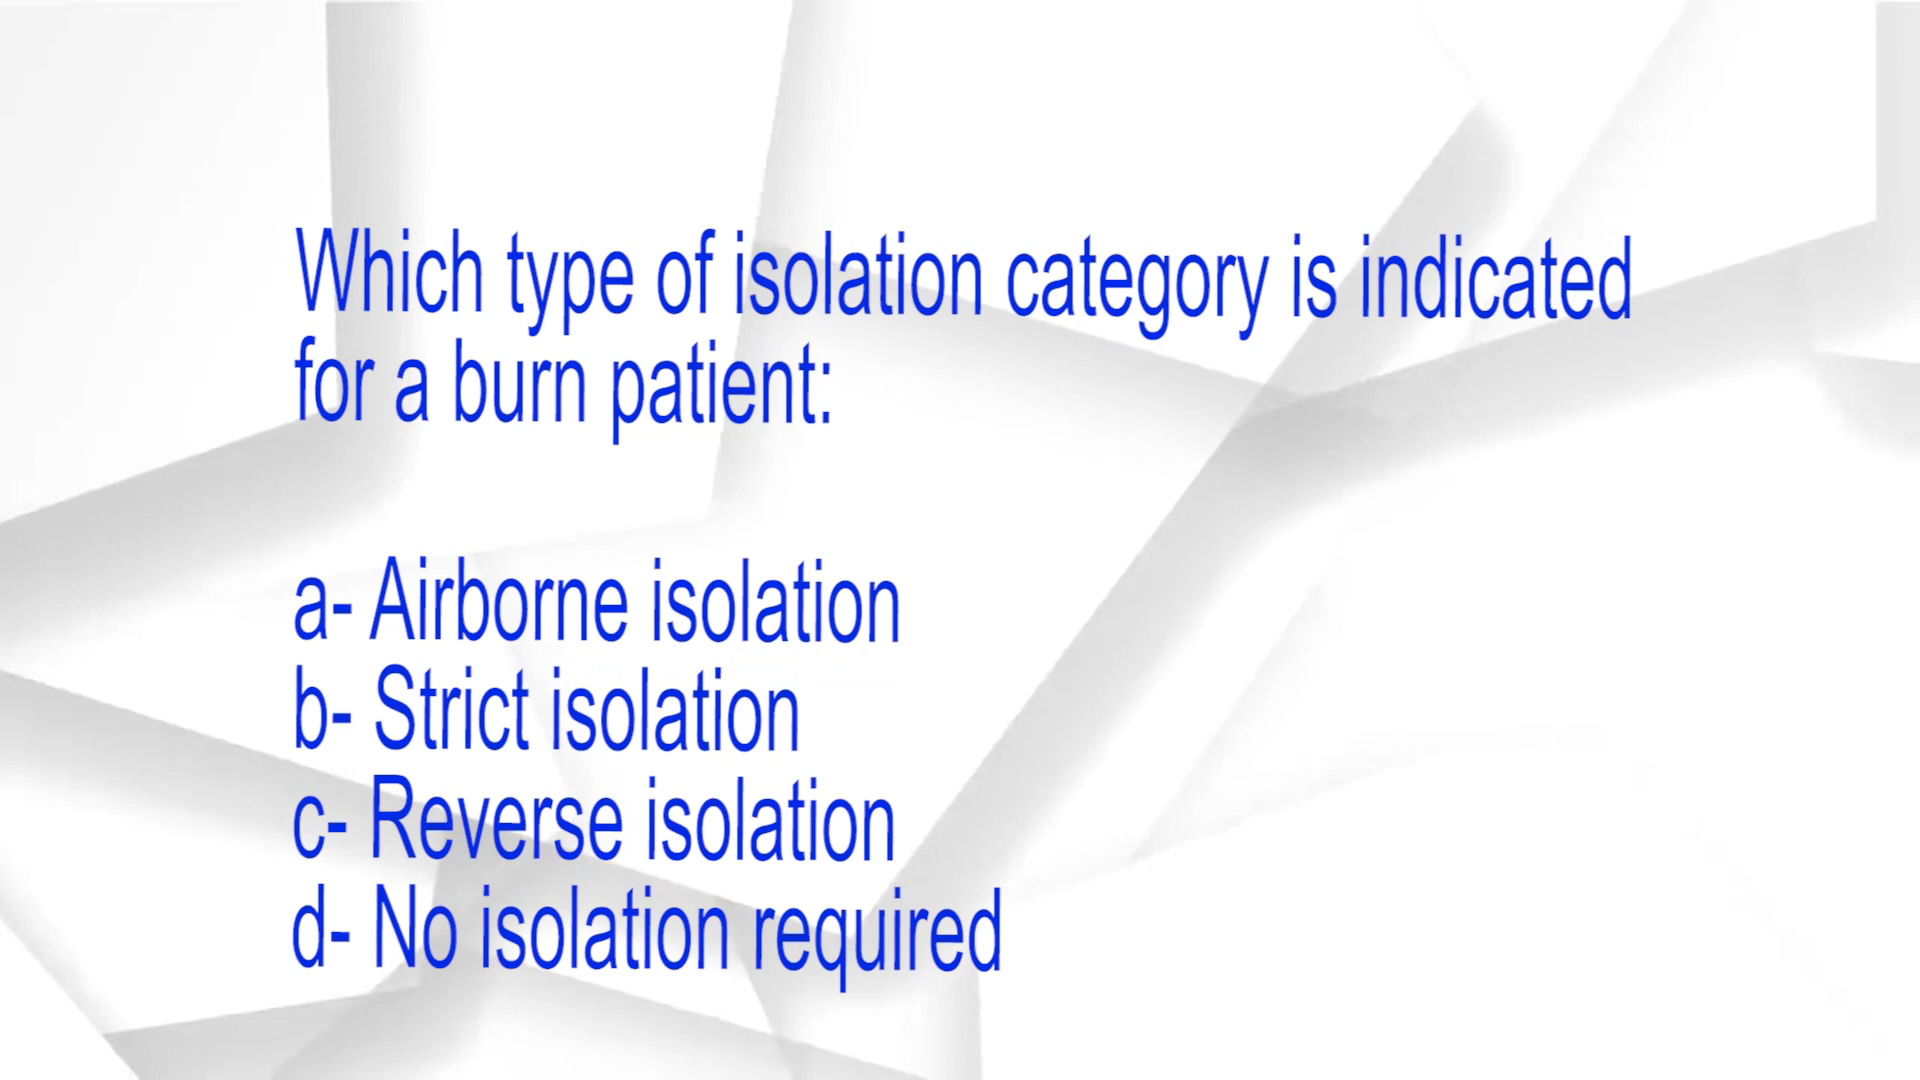 Which type of isolation category is indicated
for a burn patient:
a- Airborne isolation
b- Strict isolation
c- Reverse isolation
d- No isolation required